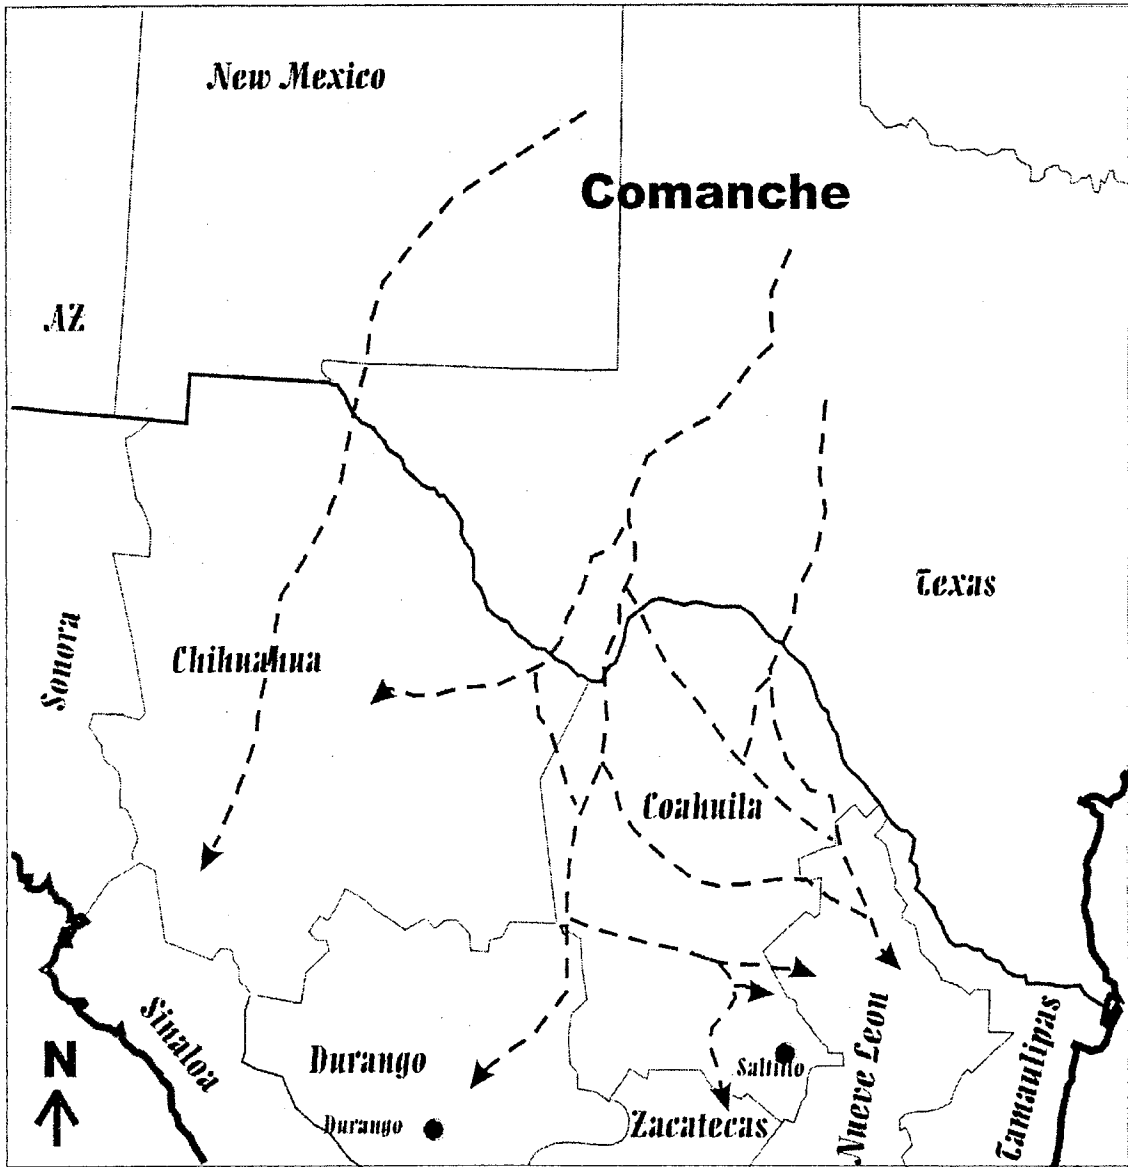 New Mexico
Comanche
AZ
Texas
Sonora
Chihuahua
Coahuila
Sinaloa
N
Durango
Durango
Saltillo
Zacatecas
Nueve Leon
Tamaulipas